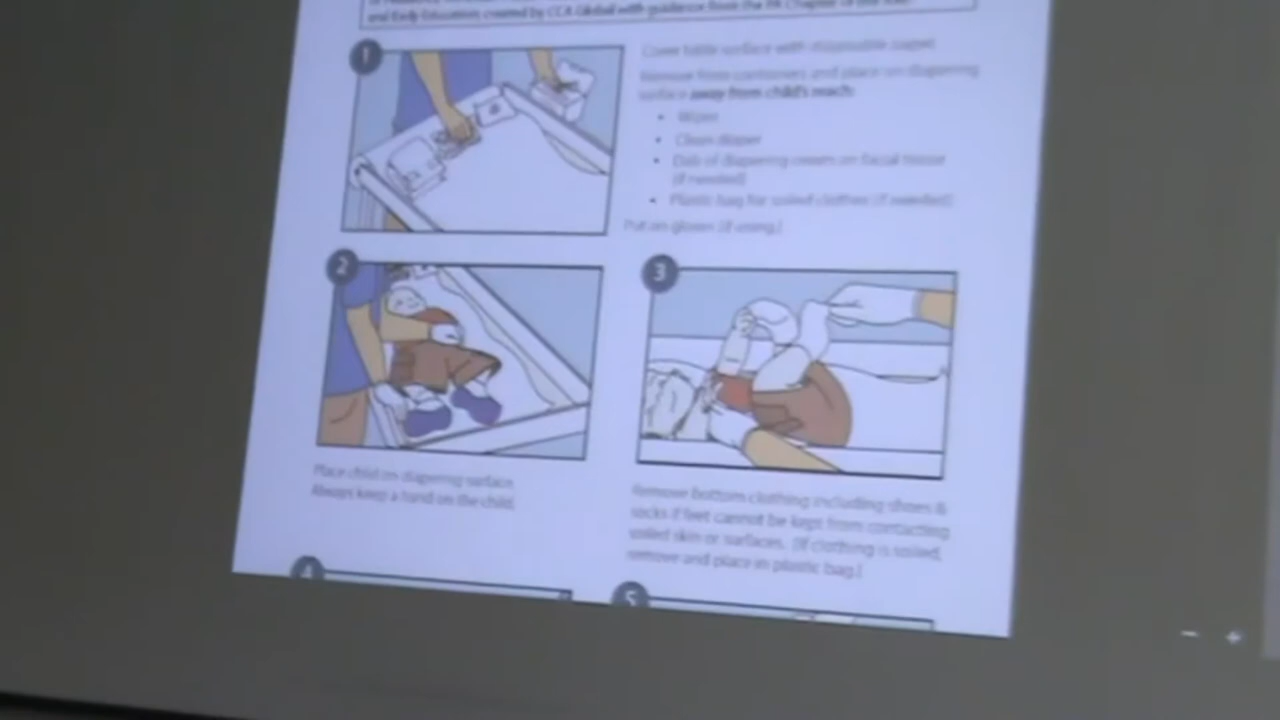 and Early Education, created by CCA Global with guidance from the PA Chapter of the
1
Cover table surface with disposable paper.
Remove from containers and place on diapering
surface away from child's reach:
• Wipes
• Clean diaper
• Dab of diapering cream on facial tissue
(if needed)
• Plastic bag for soiled clothes (if needed)
Put on gloves (if using.)
2
3
Place child on diapering surface.
Always keep a hand on the child.
Remove bottom clothing including shoes &
socks if feet cannot be kept from contacting
soiled skin or surfaces. (If clothing is soiled,
remove and place in plastic bag.)
4
5